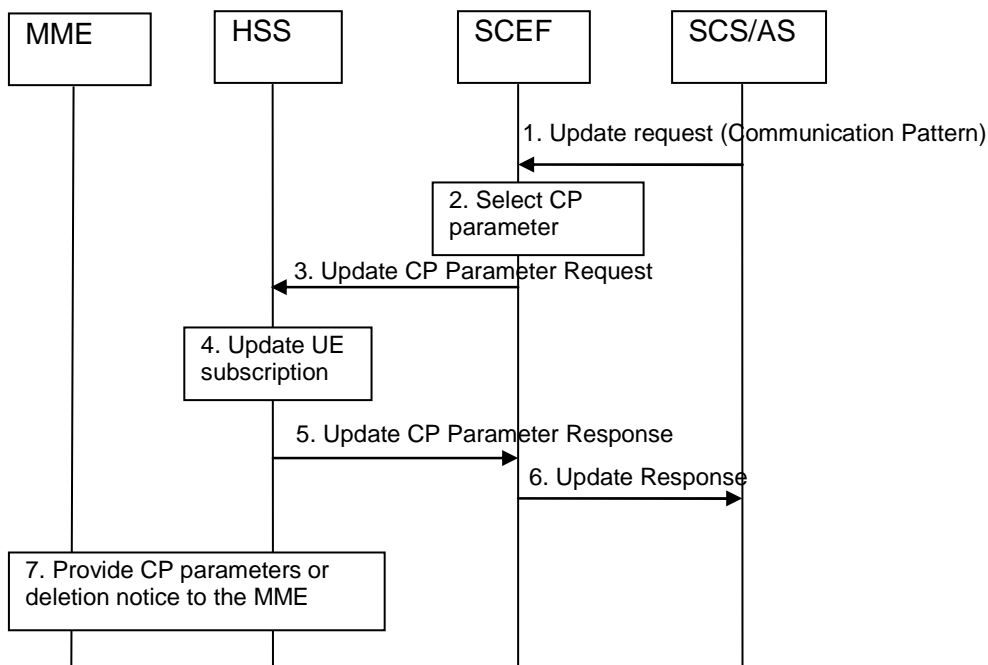 MME
HSS
SCEF
SCS/AS
1. Update request (Communication Pattern)
2. Select CP
parameter
3. Update CP Parameter Request
4. Update UE
subscription
5. Update CP Parameter Response
6. Update Response
7. Provide CP parameters or
deletion notice to the MME